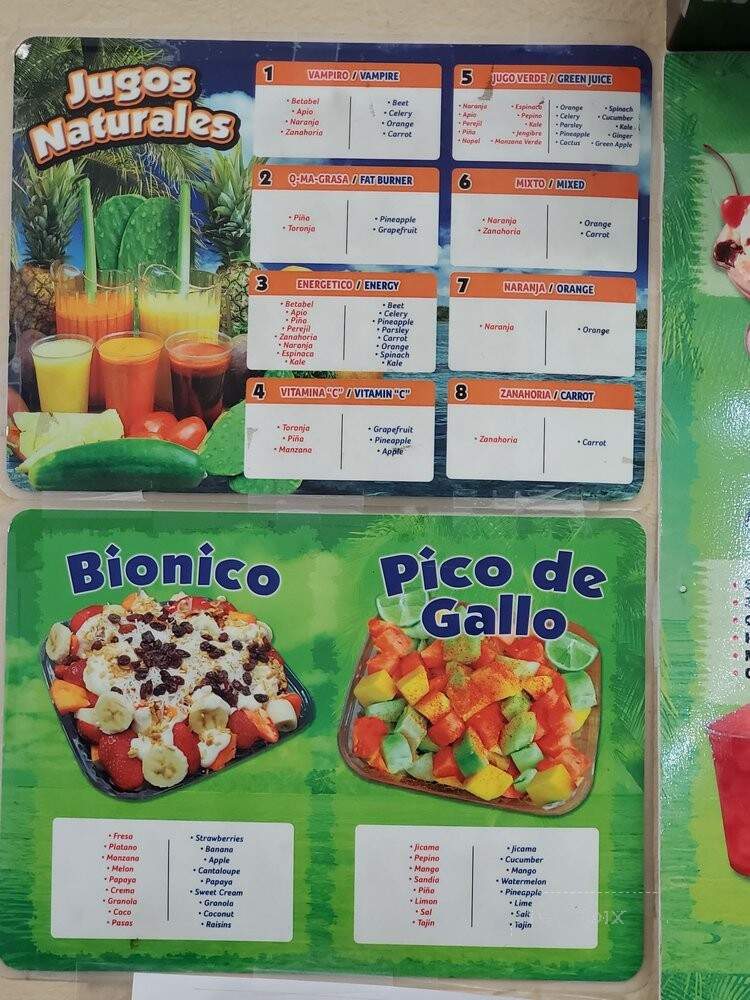 Jugos
Naturales
1 VAMPIRO / VAMPIRE
• Betabel
• Apio
• Naranja
• Zanahoria
• Beet
• Celery
• Orange
• Carrot
2 Q-MA-GRASA / FAT BURNER
• Piña
• Toronja
• Pineapple
• Grapefruit
3 ENERGETICO / ENERGY
• Betabel
• Apio
• Piña
• Perejil
• Zanahoria
• Naranja
• Espinaca
• Kale
• Beet
• Celery
• Pineapple
• Parsley
• Carrot
• Orange
• Spinach
• Kale
4 VITAMINA "C" / VITAMIN "C"
• Toronja
• Piña
• Manzana
• Grapefruit
• Pineapple
• Apple
5 JUGO VERDE / GREEN JUICE
• Naranja
• Apio
• Perejil
• Piña
• Nopal
• Espinaca
• Pepino
• Kale
• Jengibre
• Manzana Verde
• Orange
• Celery
• Parsley
• Pineapple
• Cactus
• Spinach
• Cucumber
• Kale
• Ginger
• Green Apple
6 MIXTO / MIXED
• Naranja
• Zanahoria
• Orange
• Carrot
7 NARANJA / ORANGE
• Naranja
• Orange
8 ZANAHORIA / CARROT
• Zanahoria
• Carrot
Bionico
• Fresa
• Platano
• Manzana
• Melon
• Papaya
• Crema
• Granola
• Coco
• Pasas
• Strawberries
• Banana
• Apple
• Cantaloupe
• Papaya
• Sweet Cream
• Granola
• Coconut
• Raisins
Pico de
Gallo
• Jicama
• Pepino
• Mango
• Sandia
• Piña
• Limon
• Sal
• Tajin
• Jicama
• Cucumber
• Mango
• Watermelon
• Pineapple
• Lime
• Salt
• Tajin